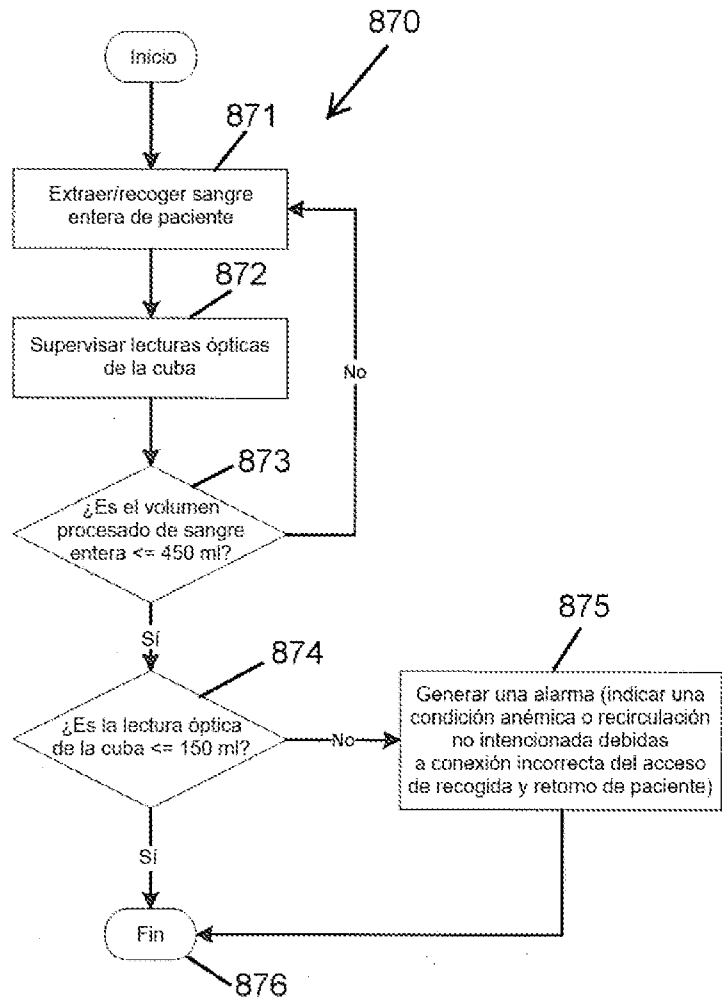 870
Inicio
871
Extraer/recoger sangre
entera de paciente
872
Supervisar lecturas ópticas
de la cuba
No
873
¿Es el volumen
procesado de sangre
entera <= 450 ml?
Sí
874
¿Es la lectura óptica
de la cuba <= 150 ml?
No
875
Generar una alarma (indicar una
condición anémica o recirculación
no intencionada debidas
a conexión incorrecta del acceso
de recogida y retorno de paciente)
Sí
Fin
876